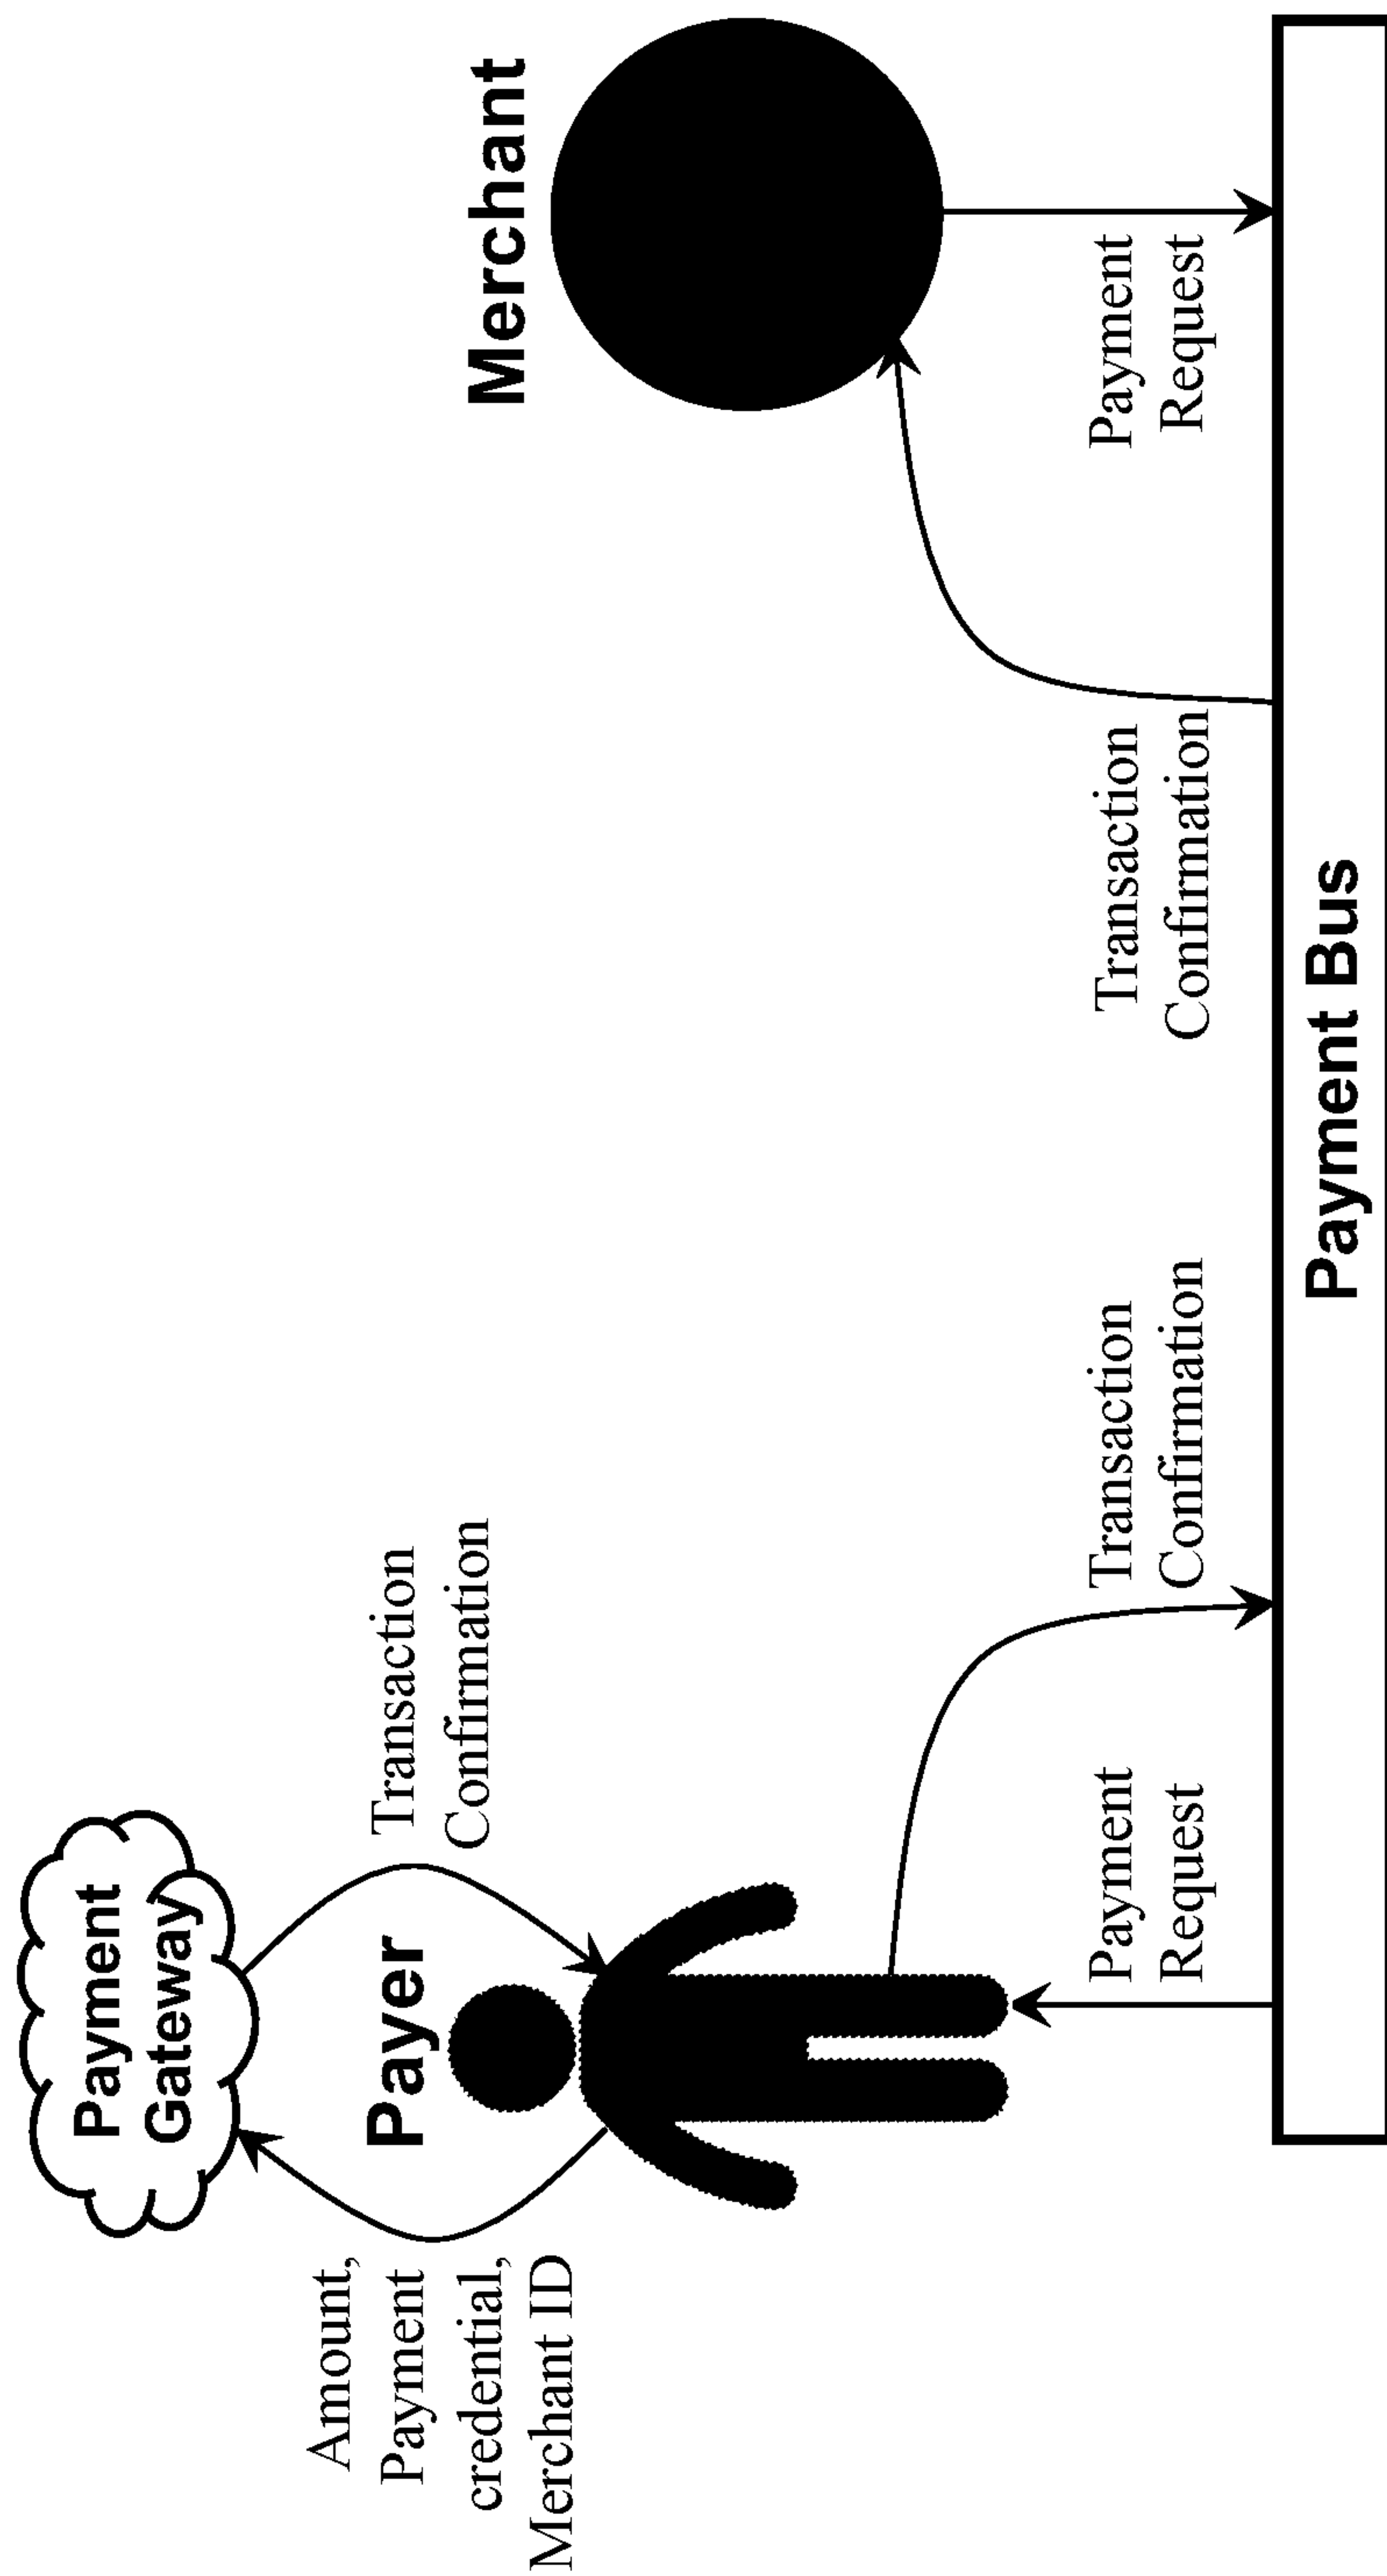 Payment
Gateway
Amount,
Payment
credential,
Merchant ID
Transaction
Confirmation
Payer
Merchant
Payment
Request
Transaction
Confirmation
Transaction
Confirmation
Payment
Request
Payment Bus